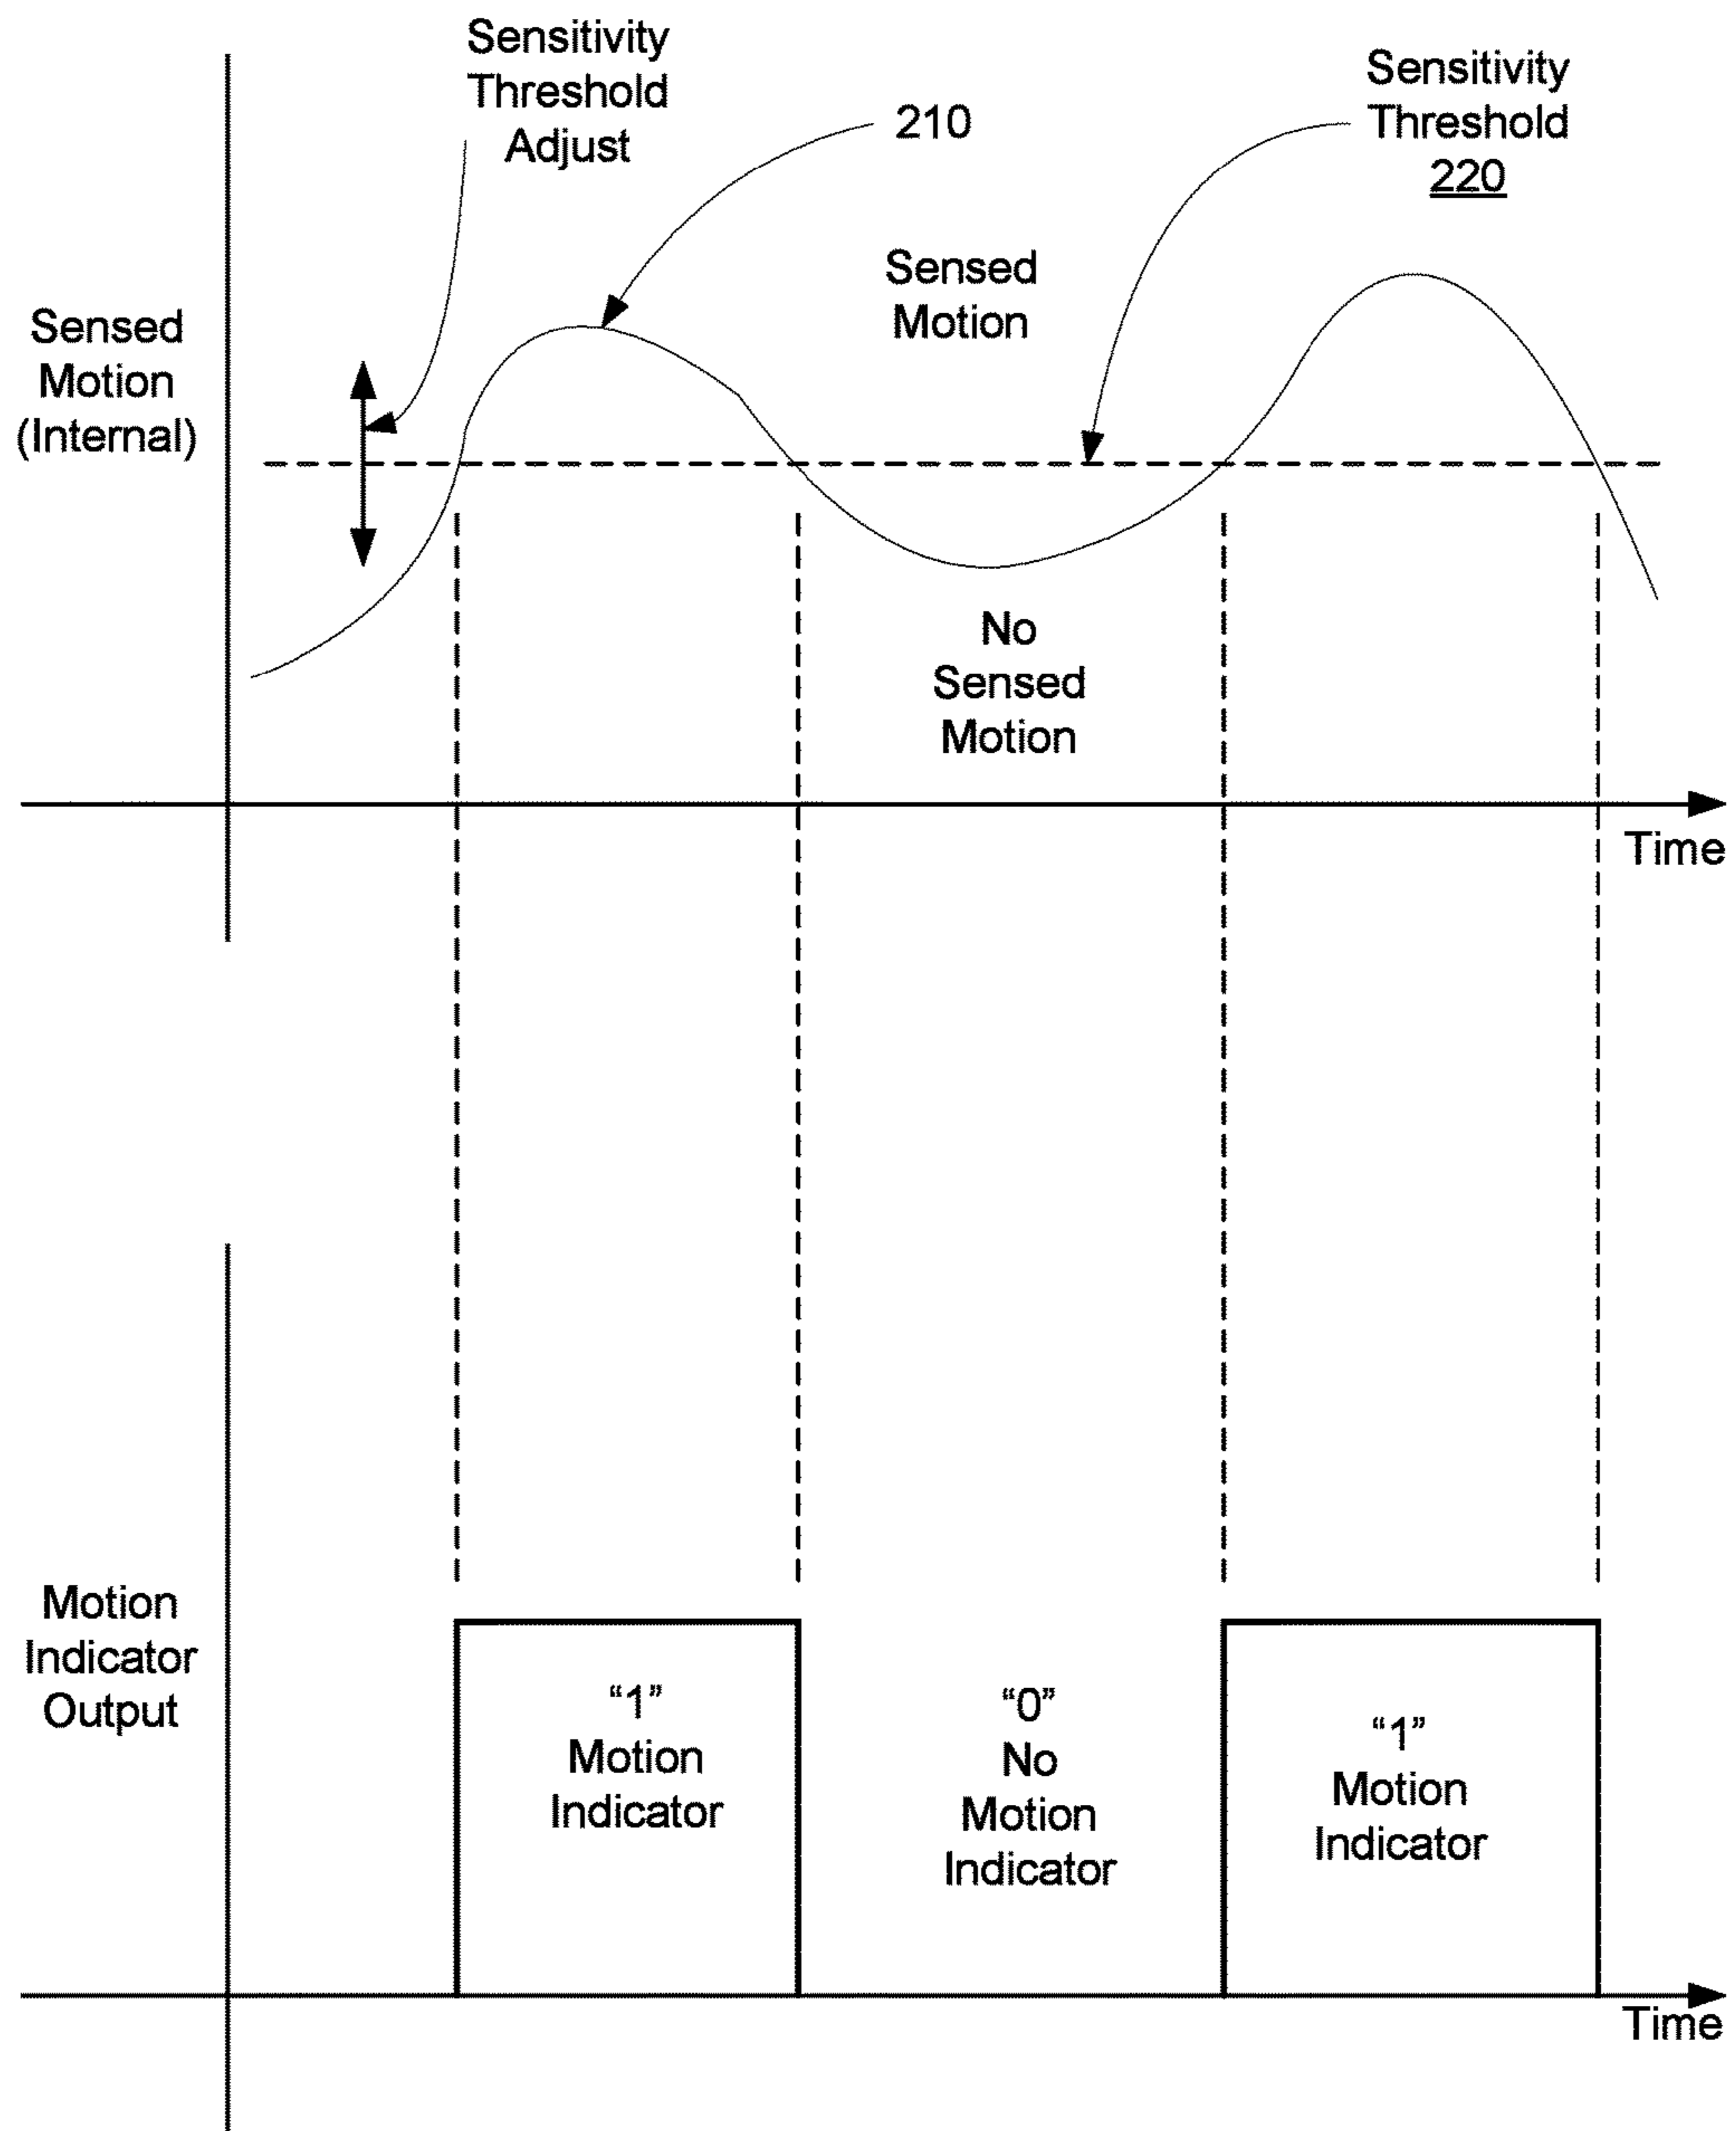 Sensitivity
Threshold
Adjust
210
Sensitivity
Threshold
220
Sensed
Motion
Sensed
Motion
(Internal)
No
Sensed
Motion
Time
Motion
Indicator
Output
“1”
Motion
Indicator
“0”
No
Motion
Indicator
“1”
Motion
Indicator
Time